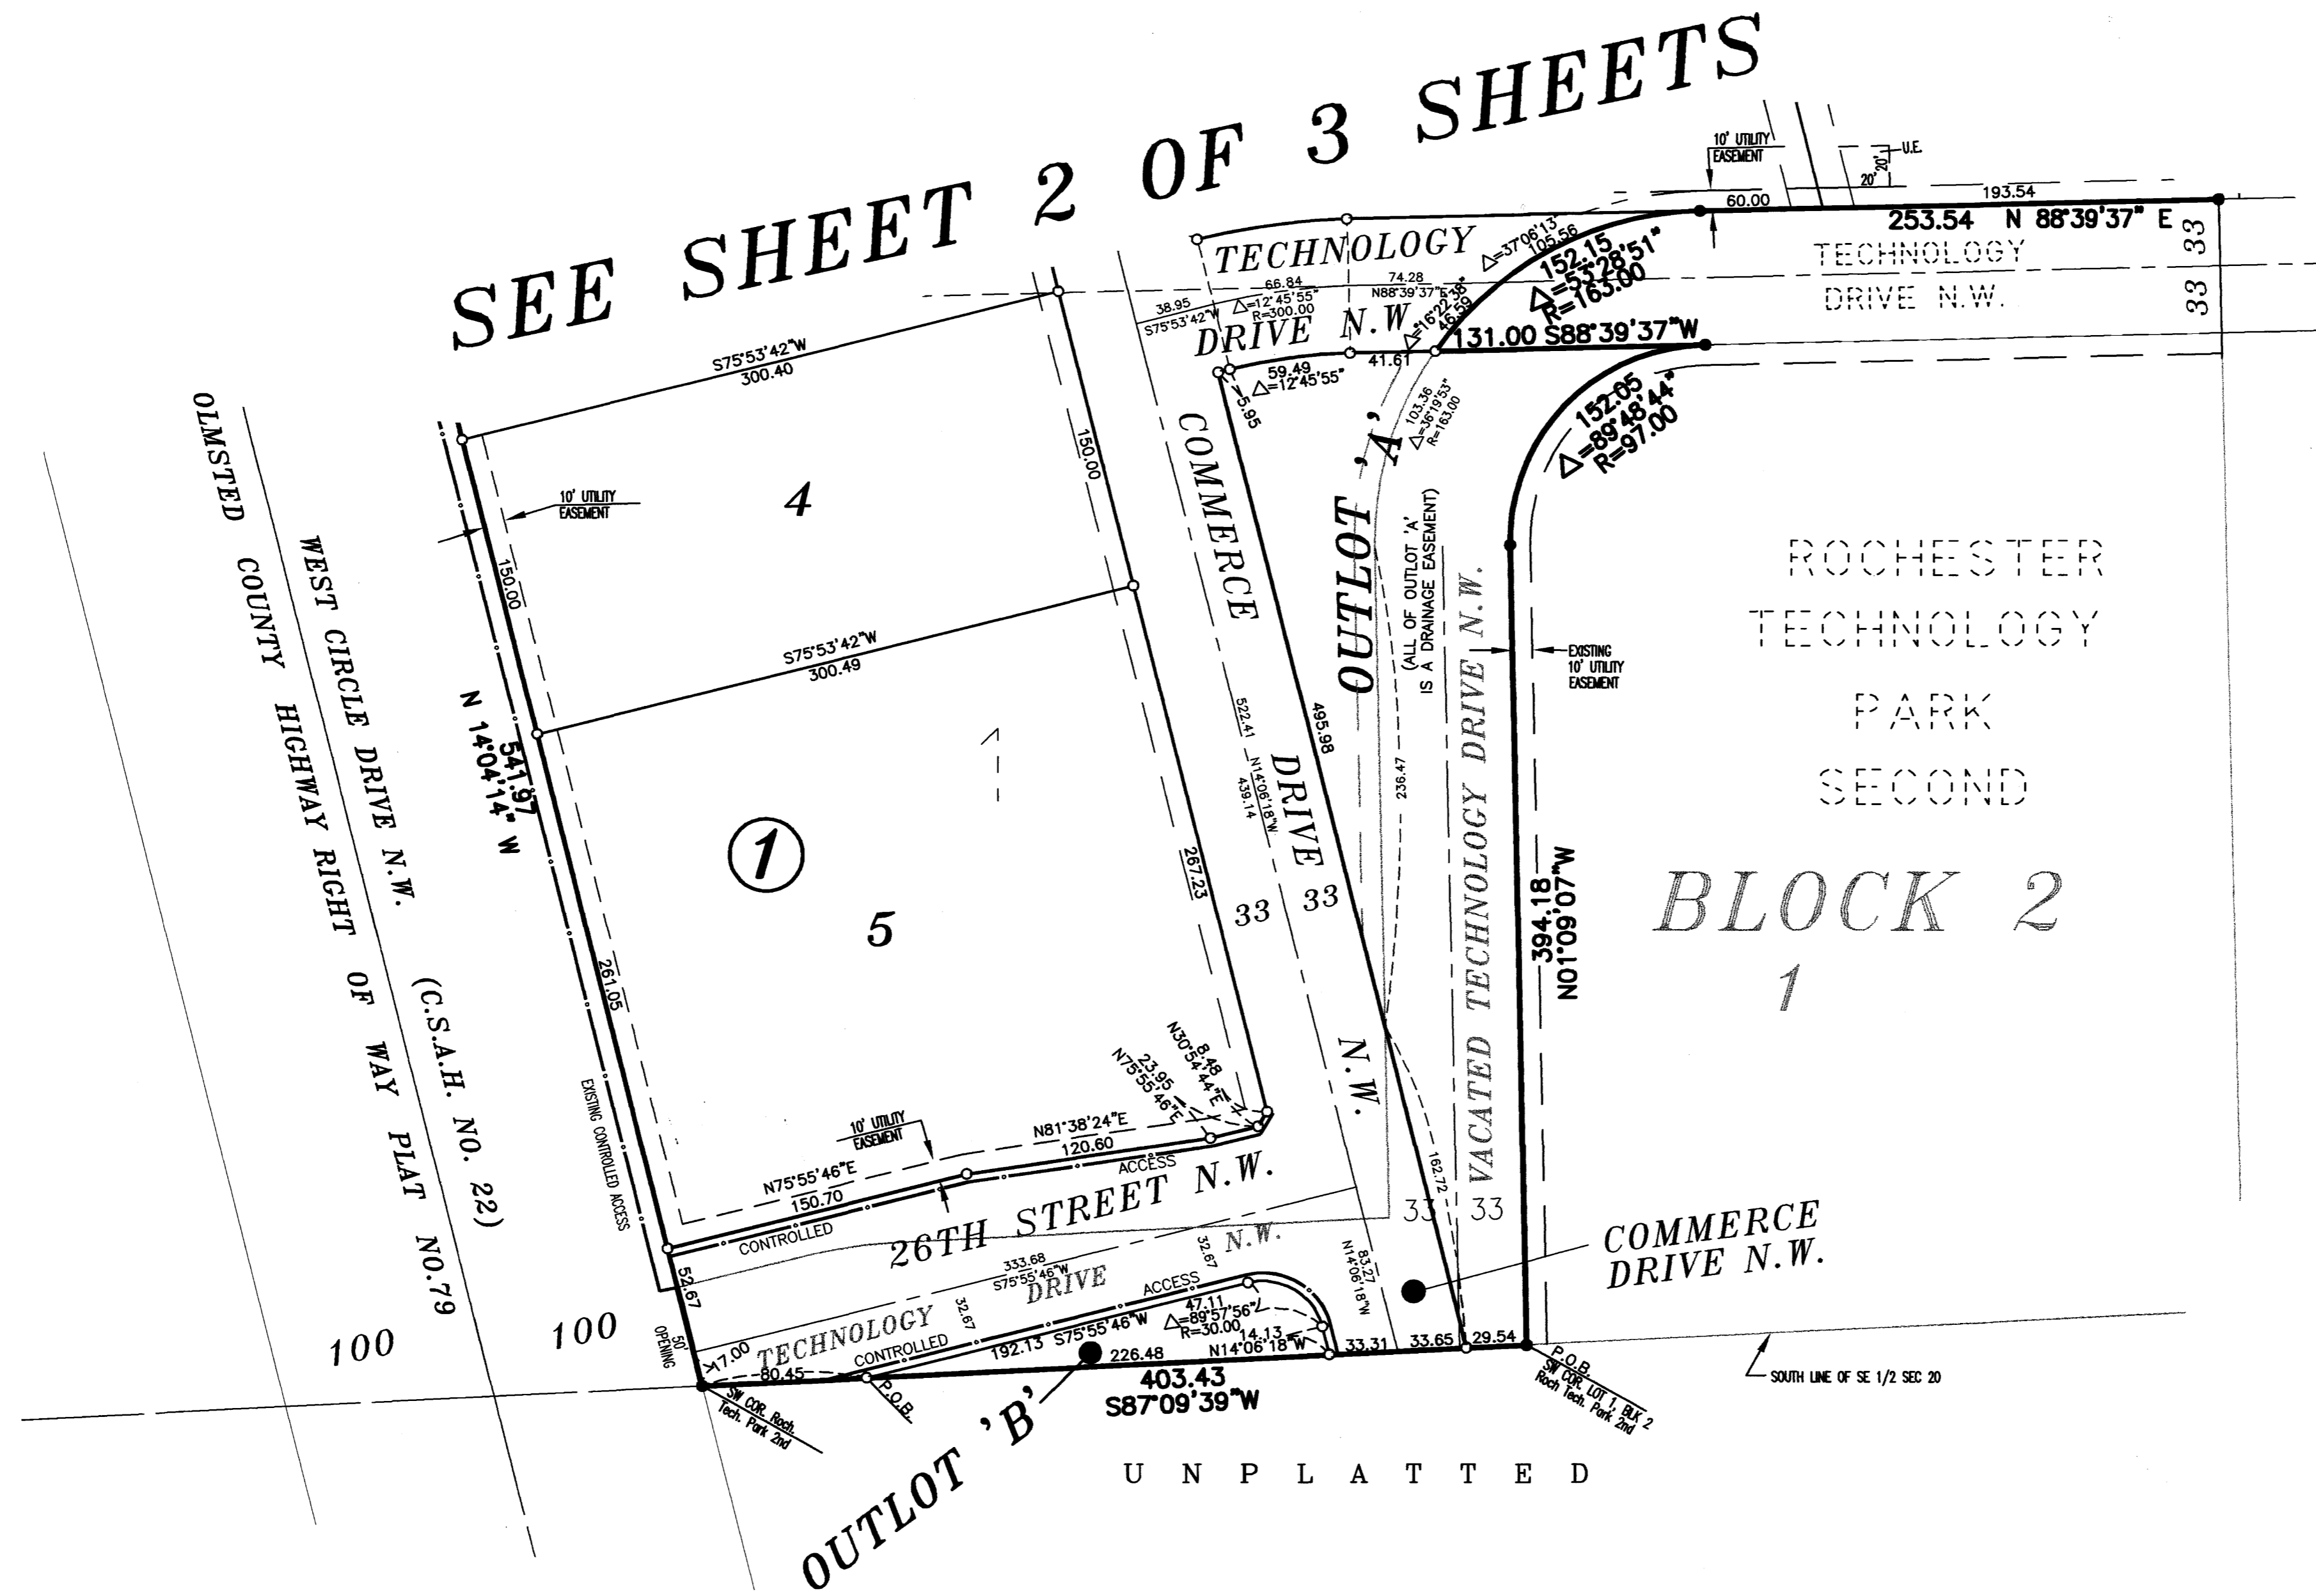 SEE SHEET 2 OF 3 SHEETS
10' UTILITY
EASEMENT
U.E.
20'
20'
60.00
193.54
253.54 N 88°39'37" E
33
33
TECHNOLOGY
DRIVE N.W.
TECHNOLOGY
DRIVE N.W.
Δ=37°06'13"
105.56
152.15
Δ=53°28'51"
R=163.00
66.84
Δ=12°45'55"
R=300.00
74.28
N88°39'37"E
38.95
S75°53'42"W
Δ=16°22'38"
46.59
131.00 S88°39'37"W
41.61
59.49
Δ=12°45'55"
5.95
103.36
Δ=36°19'53"
R=163.00
152.05
Δ=89°48'44"
R=97.00
S75°53'42"W
300.40
150.00
4
10' UTILITY
EASEMENT
150.00
S75°53'42"W
300.49
OLMSTED COUNTY HIGHWAY RIGHT OF WAY PLAT NO.79
WEST CIRCLE DRIVE N.W. (C.S.A.H. NO. 22)
541.97
N 14°04'14" W
1
1
5
261.05
267.23
COMMERCE DRIVE N.W.
522.41
N14°06'18"W
439.14
33
33
495.98
OUTLOT 'A'
(ALL OF OUTLOT 'A'
IS A DRAINAGE EASEMENT)
236.47
162.72
VACATED TECHNOLOGY DRIVE N.W.
33
33
EXISTING
10' UTILITY
EASEMENT
394.18
N01°09'07"W
ROCHESTER
TECHNOLOGY
PARK
SECOND
BLOCK 2
1
EXISTING CONTROLLED ACCESS
10' UTILITY
EASEMENT
N75°55'46"E
150.70
N81°38'24"E
120.60
23.95
N75°55'46"E
8.48
N30°54'44"E
CONTROLLED
ACCESS
26TH STREET N.W.
333.68
S75°55'46"W
TECHNOLOGY DRIVE N.W.
32.67
32.67
83.27
N14°06'18"W
52.67
50'
OPENING
17.00
100
100
80.45
CONTROLLED
ACCESS
192.13 S75°55'46"W
47.11
Δ=89°57'56"
R=30.00
14.13
N14°06'18"W
226.48
33.31
33.65
29.54
403.43
S87°09'39"W
COMMERCE
DRIVE N.W.
SOUTH LINE OF SE 1/2 SEC 20
P.O.B.
SW COR. LOT 1, BLK 2
Roch Tech. Park 2nd
P.O.B.
SW COR. Roch.
Tech. Park 2nd
OUTLOT 'B'
UNPLATTED